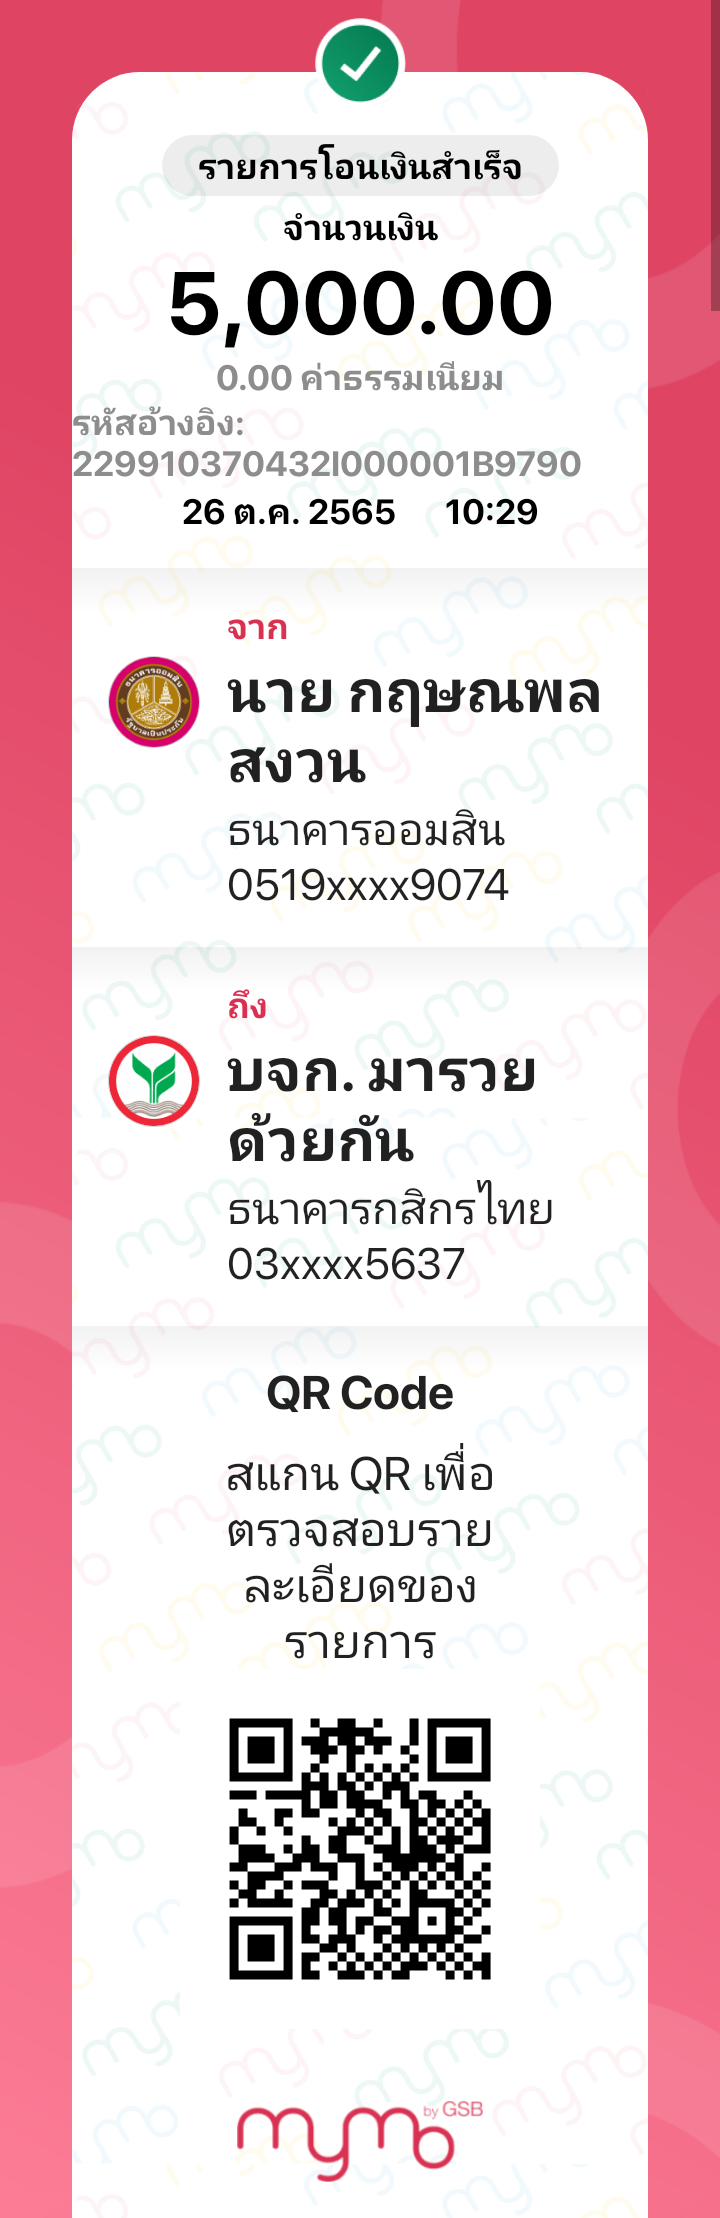 รายการโอนเงินสำเร็จ
จำนวนเงิน
5,000.00
0.00 ค่าธรรมเนียม
รหัสอ้างอิง:
229910370432I000001B9790
26 ต.ค. 2565 10:29
จาก
นาย กฤษณพล
สงวน
ธนาคารออมสิน
0519xxxx9074
ถึง
บจก. มารวย
ด้วยกัน
ธนาคารกสิกรไทย
03xxxx5637
QR Code
สแกน QR เพื่อ
ตรวจสอบราย
ละเอียดของ
รายการ
mymo by GSB